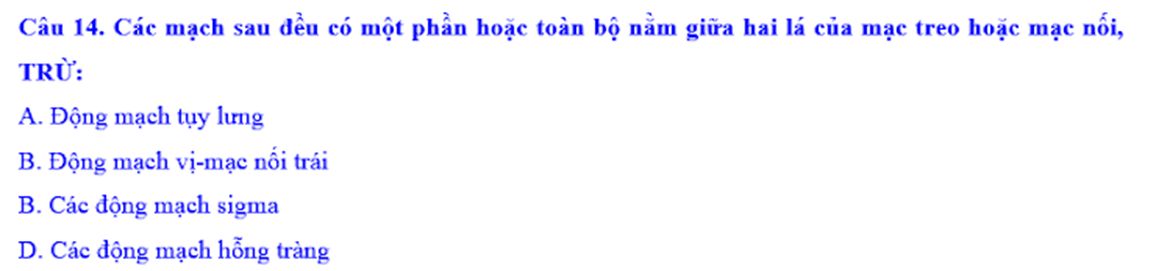 Câu 14. Các mạch sau đều có một phần hoặc toàn bộ nằm giữa hai lá của mạc treo hoặc mạc nối,
TRỪ:
A. Động mạch tụy lưng
B. Động mạch vị-mạc nối trái
B. Các động mạch sigma
D. Các động mạch hỗng tràng